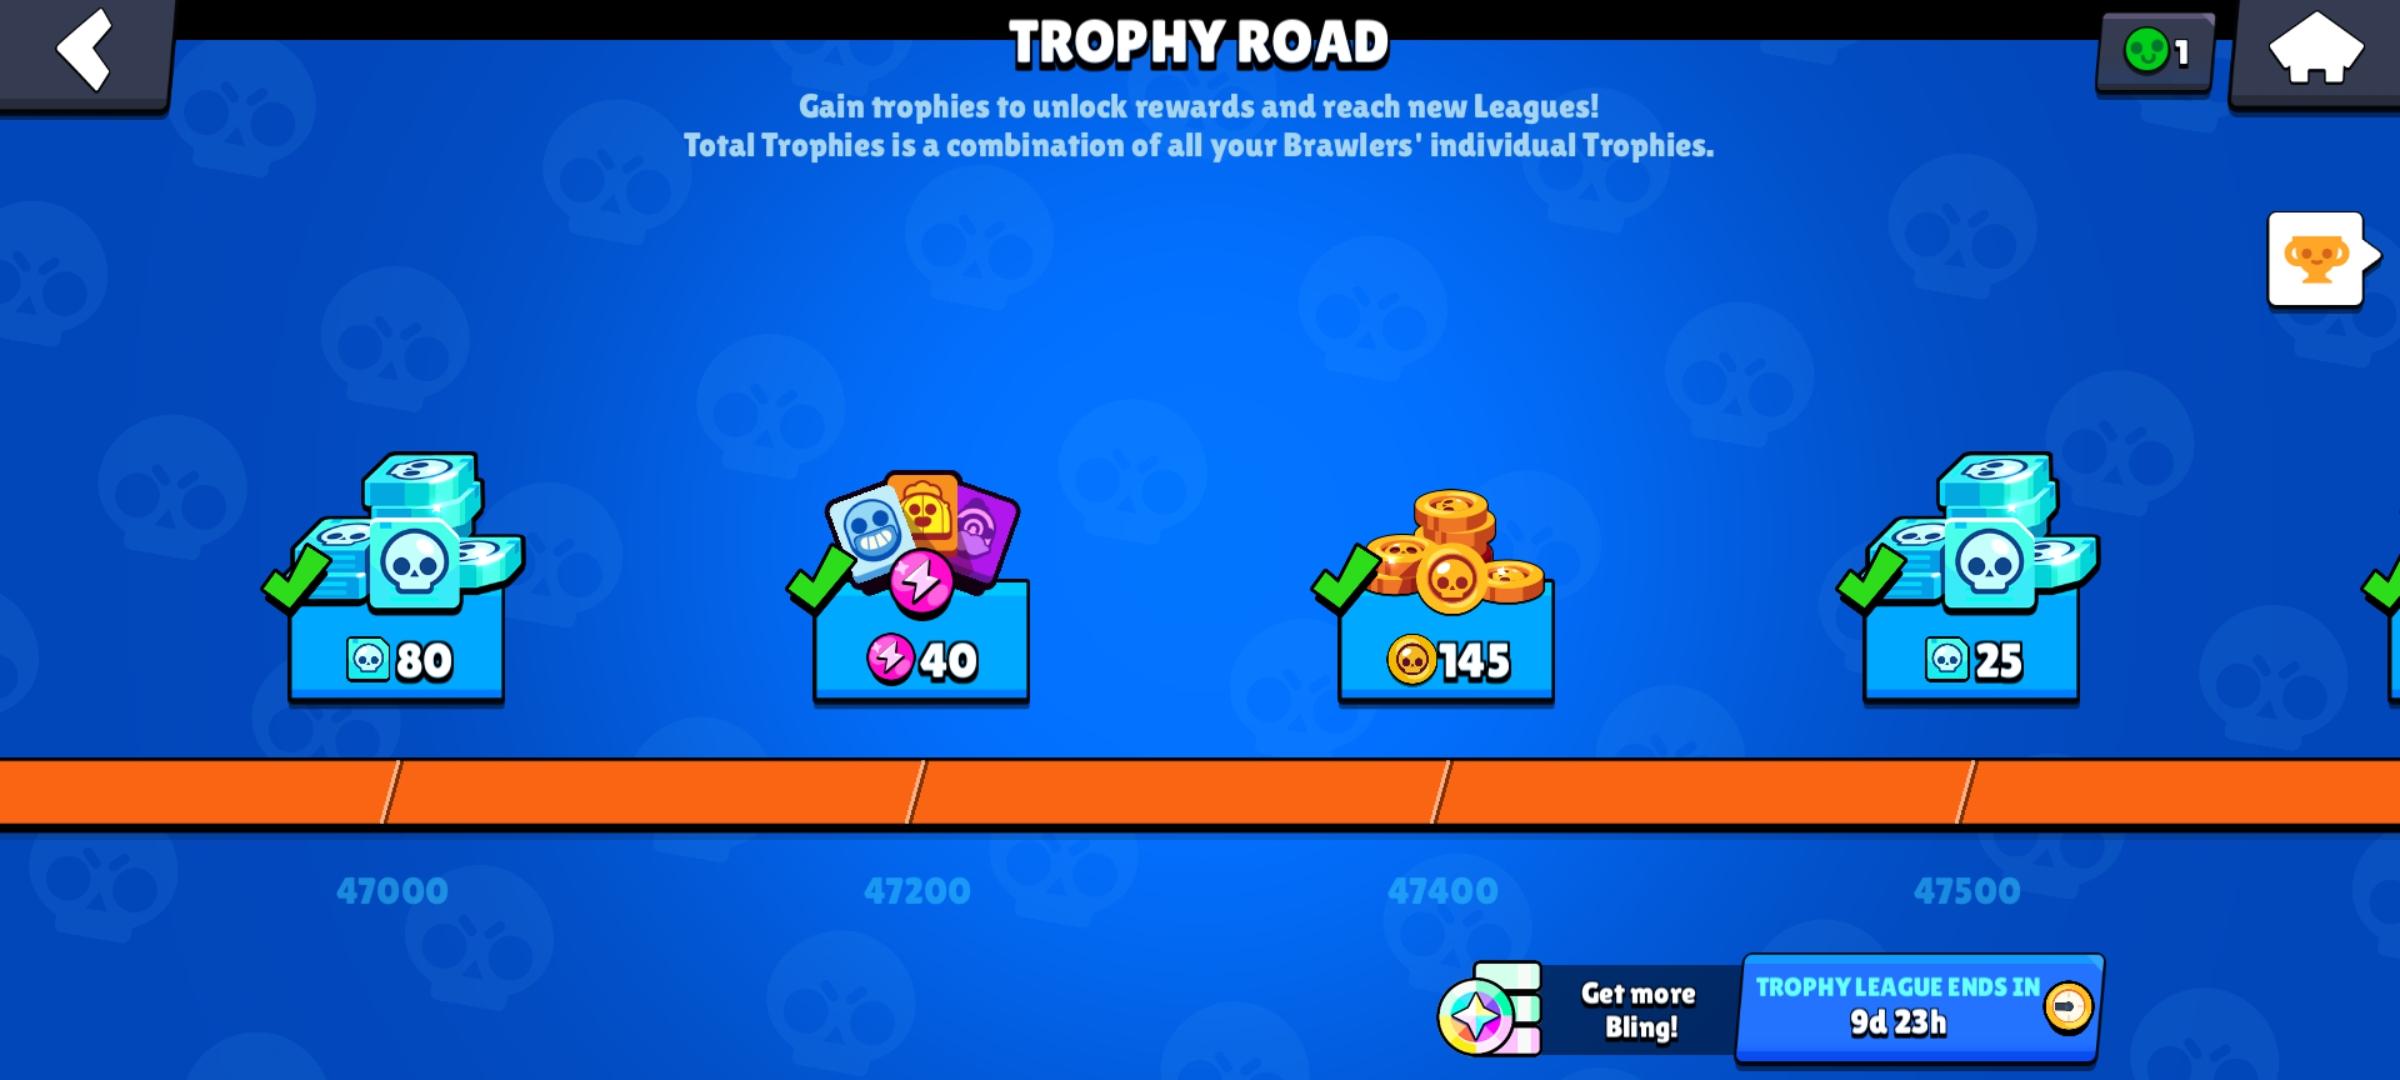 TROPHY ROAD
1
Gain trophies to unlock rewards and reach new Leagues!
Total Trophies is a combination of all your Brawlers' individual Trophies.
80
40
145
25
47000
47200
47400
47500
Get more
Bling!
TROPHY LEAGUE ENDS IN
9d 23h